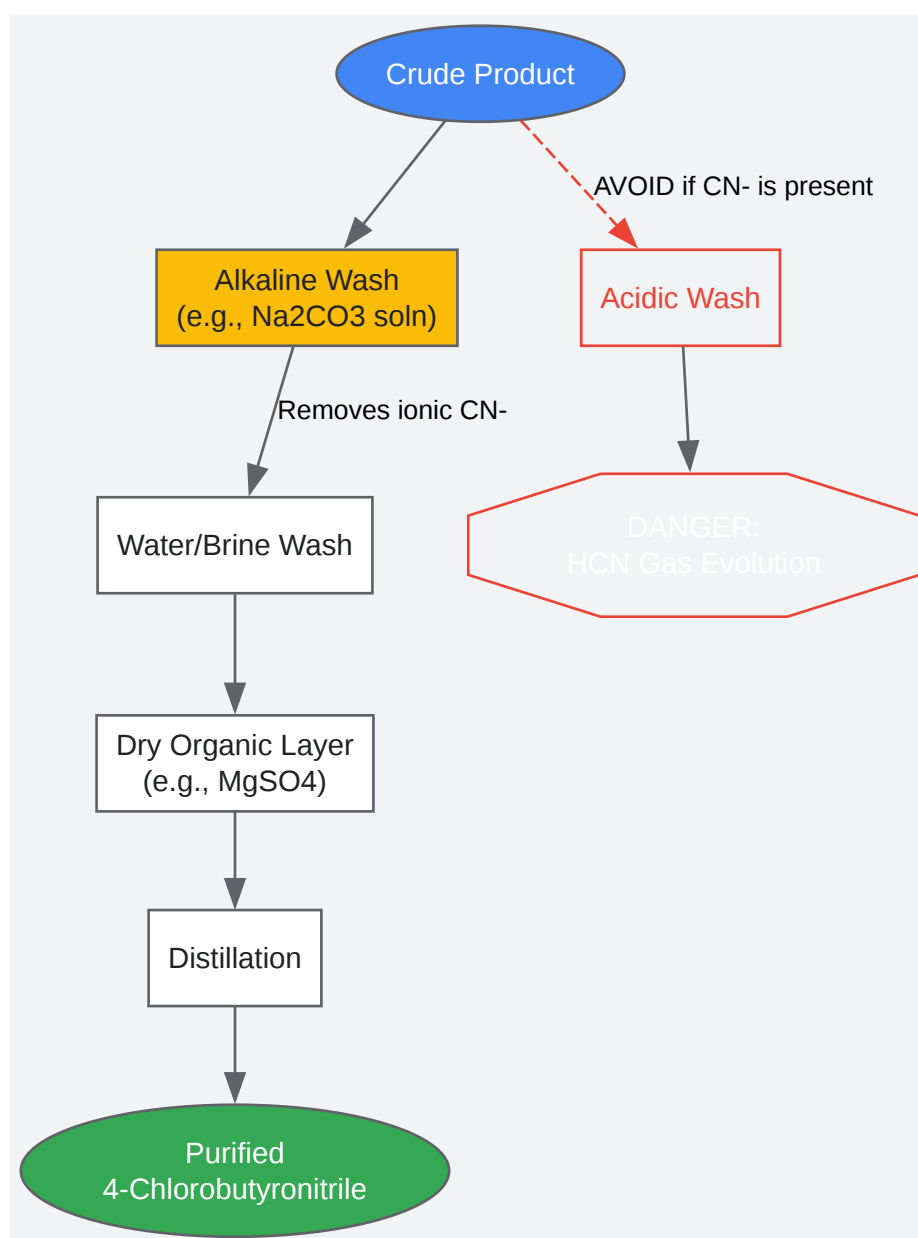 Crude Product
AVOID if CN- is present
Alkaline Wash
(e.g., Na2CO3 soln)
Acidic Wash
Removes ionic CN-
Water/Brine Wash
DANGER:
HCN Gas Evolution
Dry Organic Layer
(e.g., MgSO4)
Distillation
Purified
4-Chlorobutyronitrile